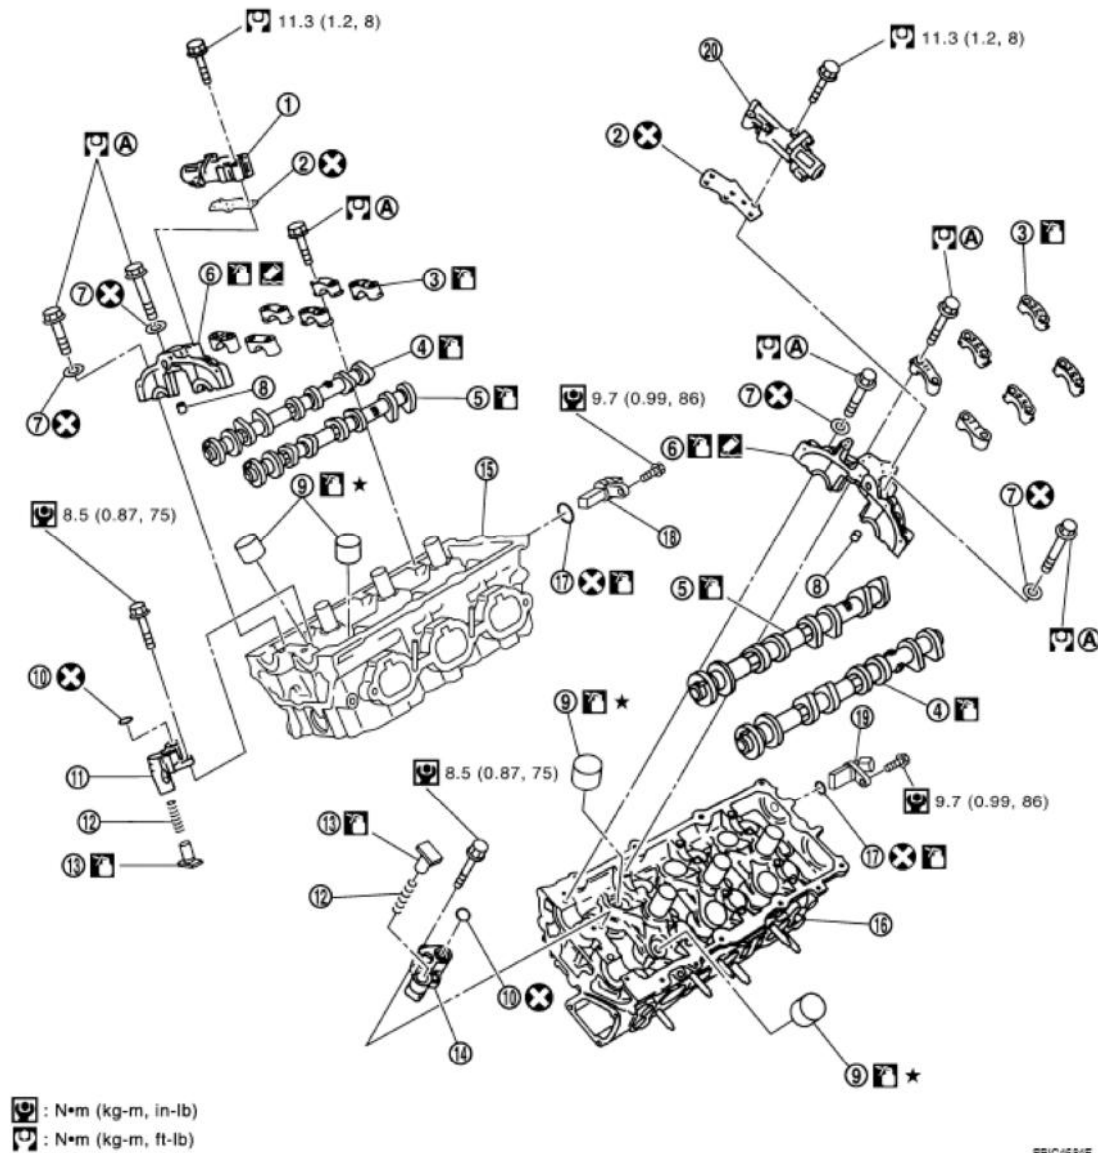 11.3 (1.2, 8)
11.3 (1.2, 8)
20
1
A
2
2
A
A
3
6
3
7
A
4
8
7
5
9.7 (0.99, 86)
7
6
9 ★
15
7
8.5 (0.87, 75)
18
8
17
5
A
10
9 ★
4
19
11
8.5 (0.87, 75)
9.7 (0.99, 86)
12
13
13
17
12
16
10
14
9 ★
: N•m (kg-m, in-lb)
: N•m (kg-m, ft-lb)